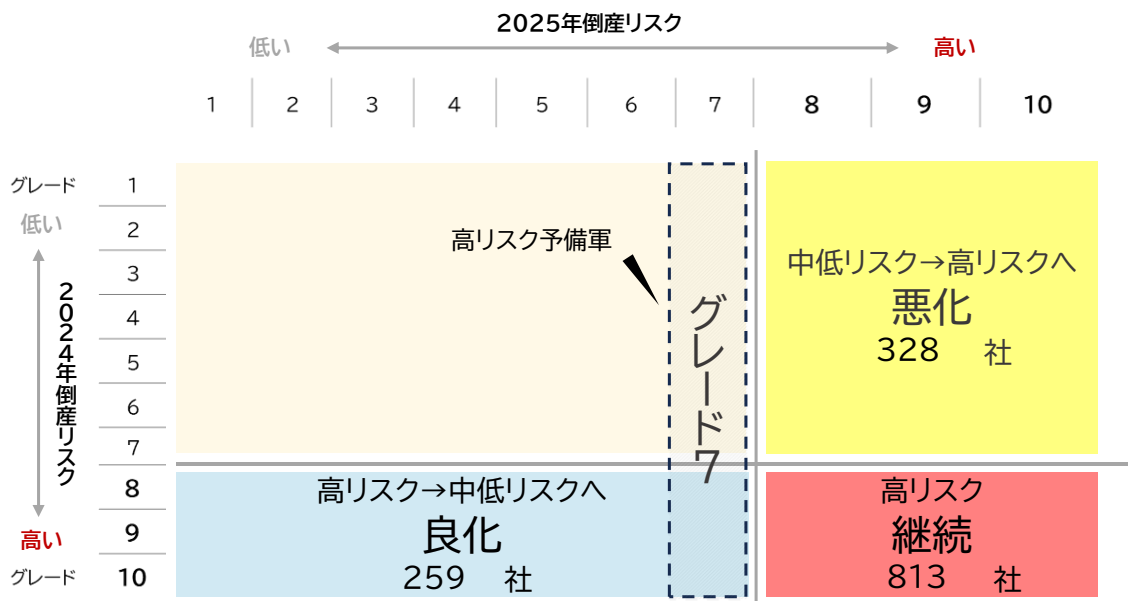 2025年倒産リスク
低い
高い
1 2 3 4 5 6 7 8 9 10
グレード
低い
2024年倒産リスク
高い
グレード
1
2
3
4
5
6
7
8
9
10
高リスク予備軍
グレード7
中低リスク→高リスクへ
悪化
328 社
高リスク→中低リスクへ
良化
259 社
高リスク
継続
813 社